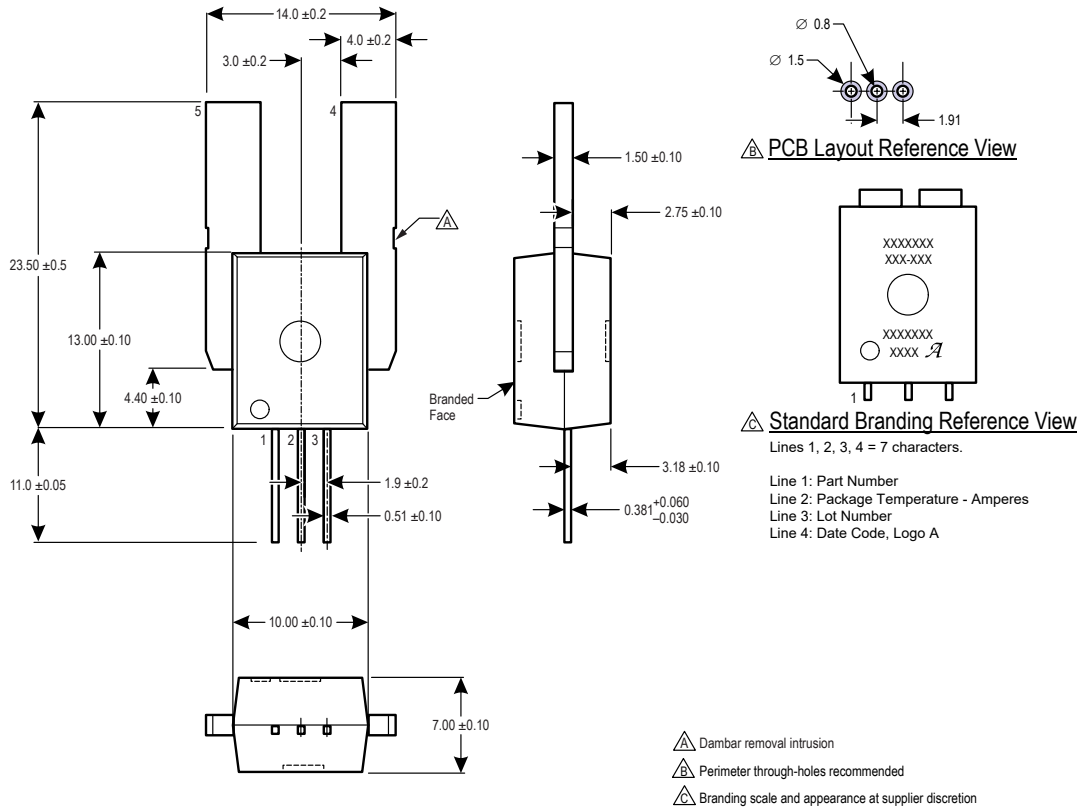 14.0 ±0.2
4.0 ±0.2
3.0 ±0.2
5
4
A
23.50 ±0.5
13.00 ±0.10
4.40 ±0.10
1
2
3
11.0 ±0.05
1.9 ±0.2
0.51 ±0.10
10.00 ±0.10
7.00 ±0.10
1.50 ±0.10
2.75 ±0.10
Branded
Face
3.18 ±0.10
0.381 +0.060
–0.030
Ø 0.8
Ø 1.5
1.91
B PCB Layout Reference View
XXXXXXX
XXX-XXX
XXXXXXX
XXXX A
1
C Standard Branding Reference View
Lines 1, 2, 3, 4 = 7 characters.
Line 1: Part Number
Line 2: Package Temperature - Amperes
Line 3: Lot Number
Line 4: Date Code, Logo A
A Dambar removal intrusion
B Perimeter through-holes recommended
C Branding scale and appearance at supplier discretion